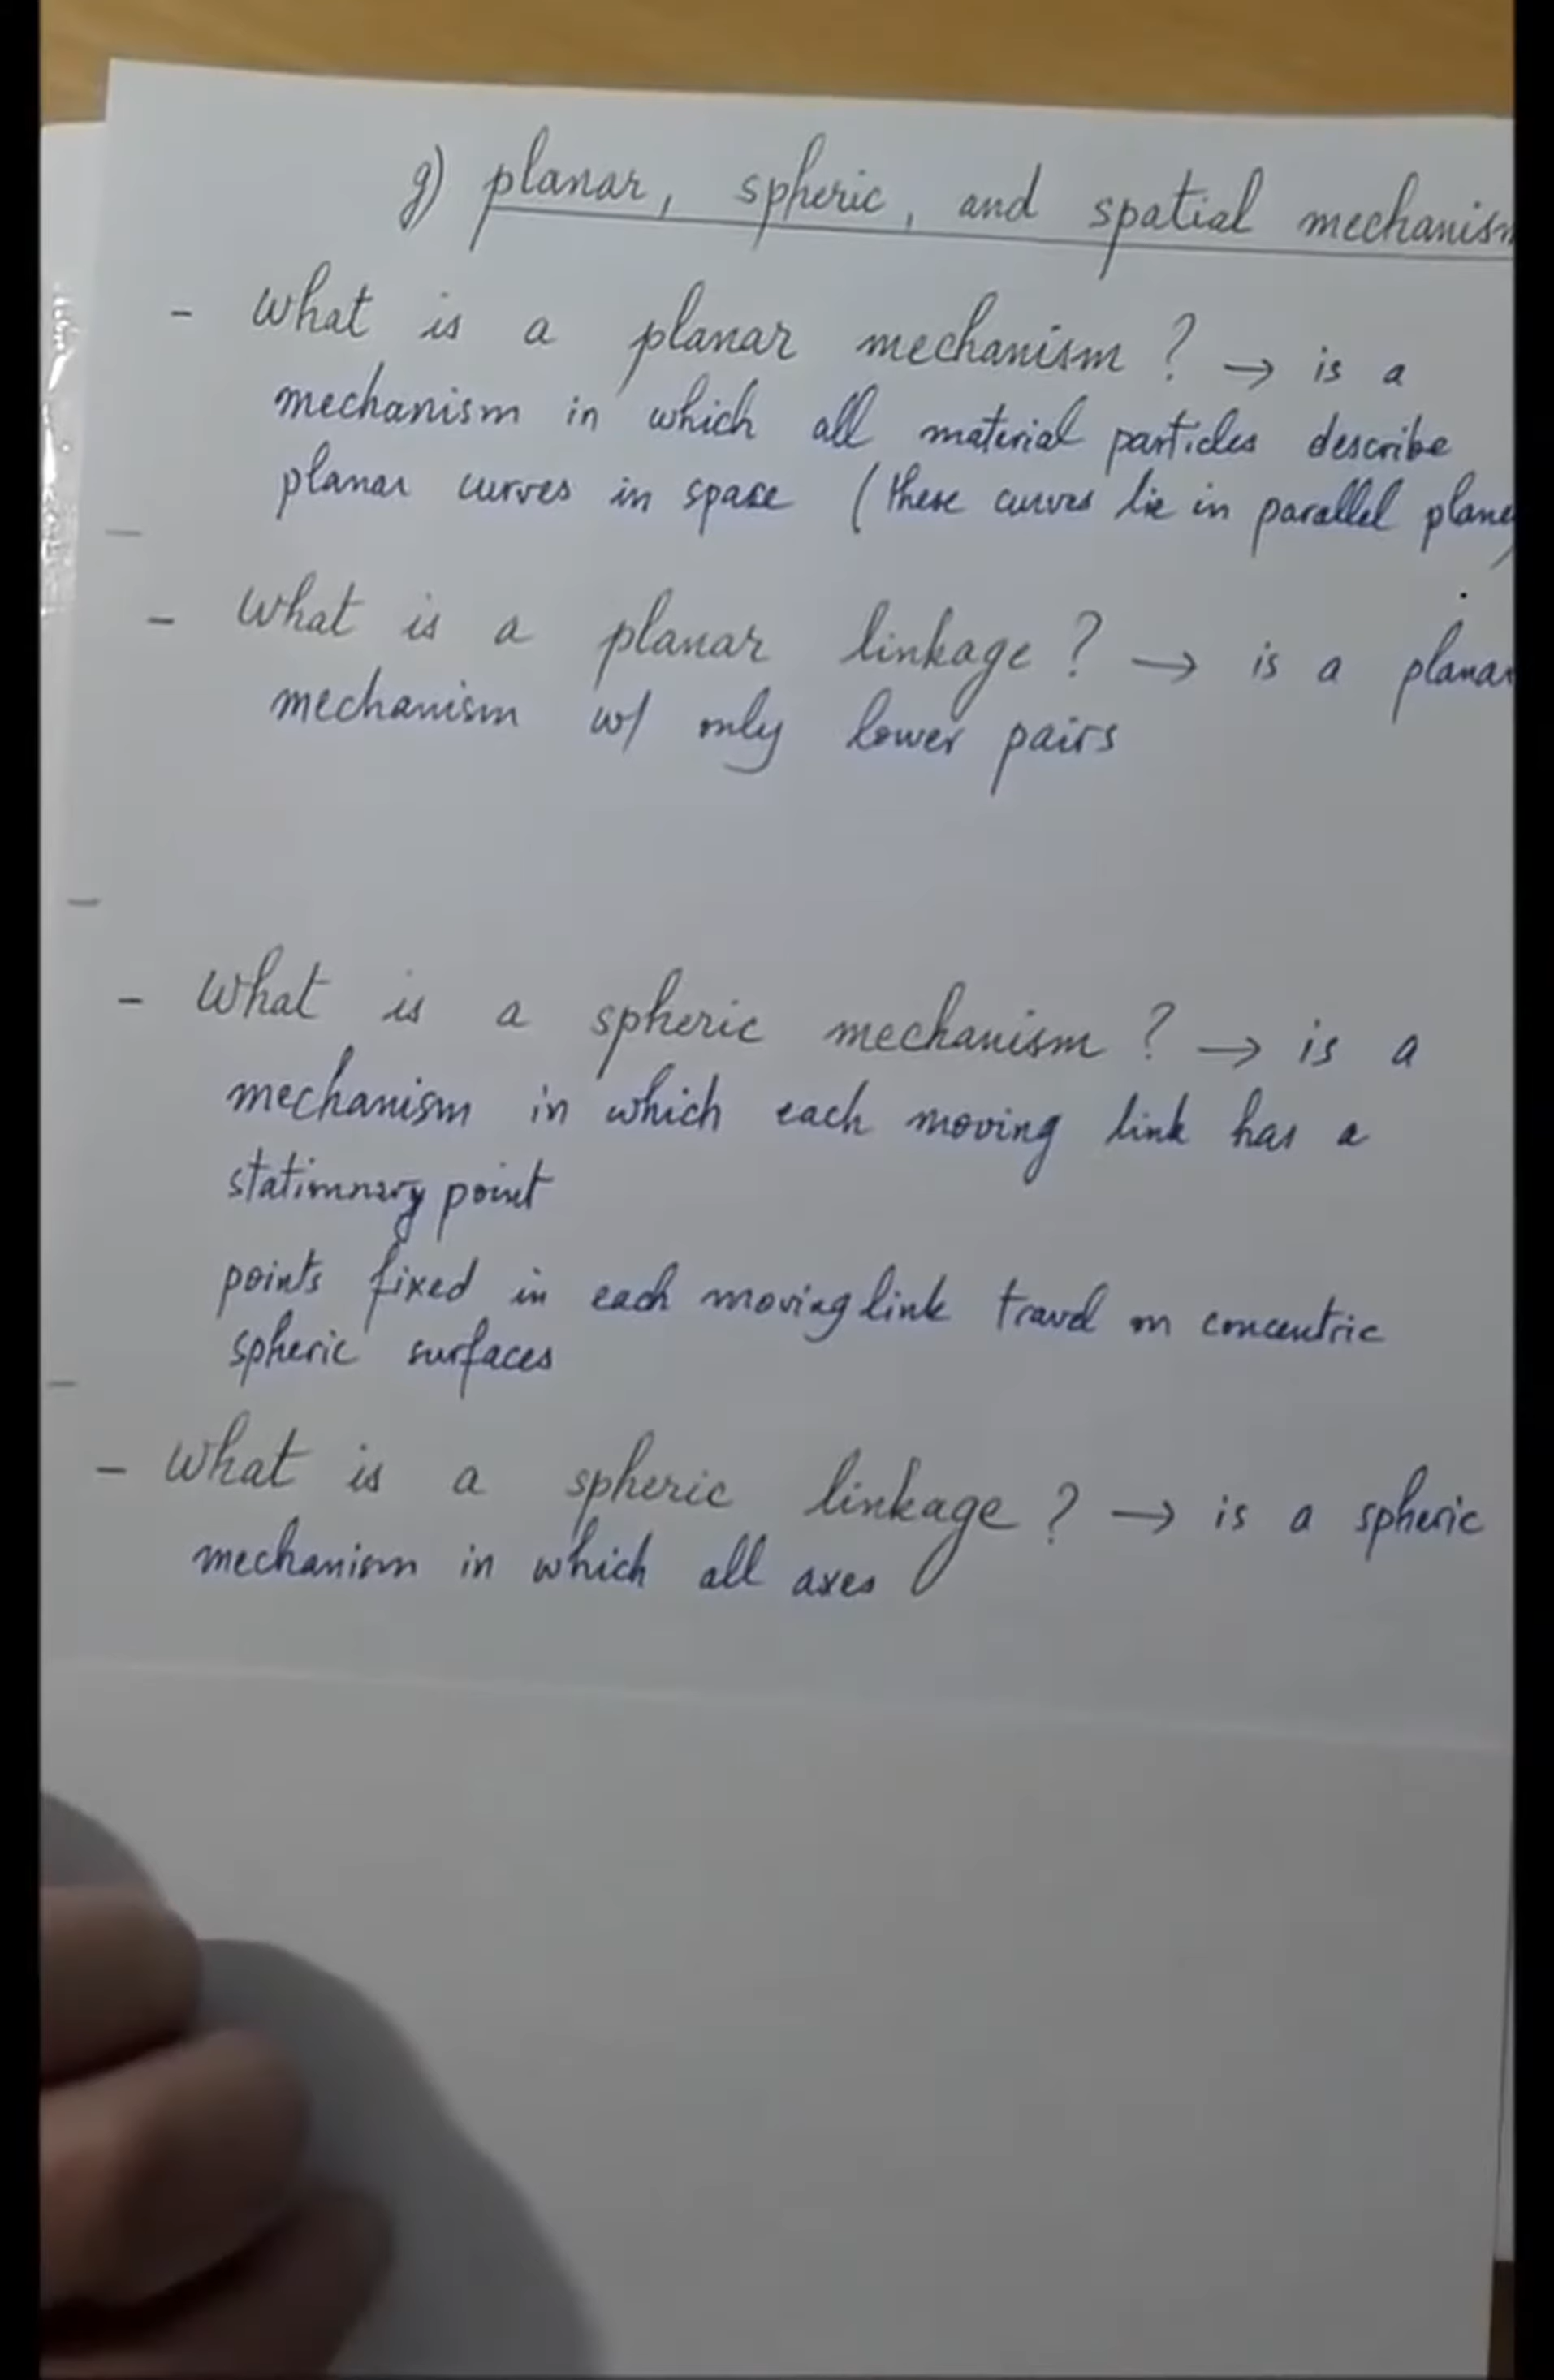 g) planar, spheric, and spatial mechanism
- what is a planar mechanism? → is a
mechanism in which all material particles describe
planar curves in space (these curves lie in parallel plane
- what is a planar linkage? → is a planar
mechanism w/ only lower pairs
- what is a spheric mechanism? → is a
mechanism in which each moving link has a
stationnary point
points fixed in each moving link travel on concentric
spheric surfaces
- what is a spheric linkage? → is a spheric
mechanism in which all axes